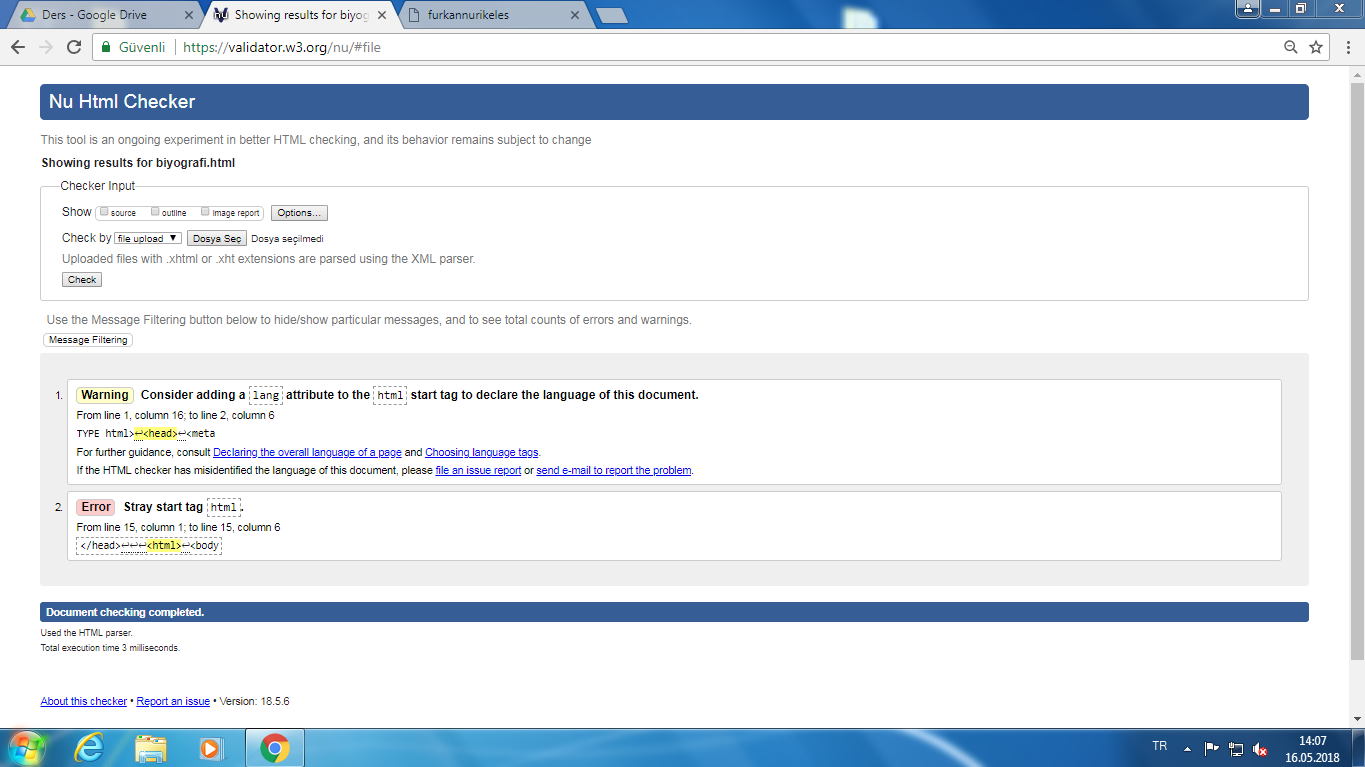 Ders - Google Drive
Showing results for biyog
furkannurikeles
Güvenli
https://validator.w3.org/nu/#file
Nu Html Checker
This tool is an ongoing experiment in better HTML checking, and its behavior remains subject to change
Showing results for biyografi.html
Checker Input
Show source outline image report Options...
Check by file upload ▼ Dosya Seç Dosya seçilmedi
Uploaded files with .xhtml or .xht extensions are parsed using the XML parser.
Check
Use the Message Filtering button below to hide/show particular messages, and to see total counts of errors and warnings.
Message Filtering
1. Warning Consider adding a lang attribute to the html start tag to declare the language of this document.
From line 1, column 16; to line 2, column 6
TYPE html>↩<head>↩<meta
For further guidance, consult Declaring the overall language of a page and Choosing language tags.
If the HTML checker has misidentified the language of this document, please file an issue report or send e-mail to report the problem.
2. Error Stray start tag html.
From line 15, column 1; to line 15, column 6
</head>↩↩↩<html>↩<body
Document checking completed.
Used the HTML parser.
Total execution time 3 milliseconds.
About this checker • Report an issue • Version: 18.5.6
TR
14:07
16.05.2018